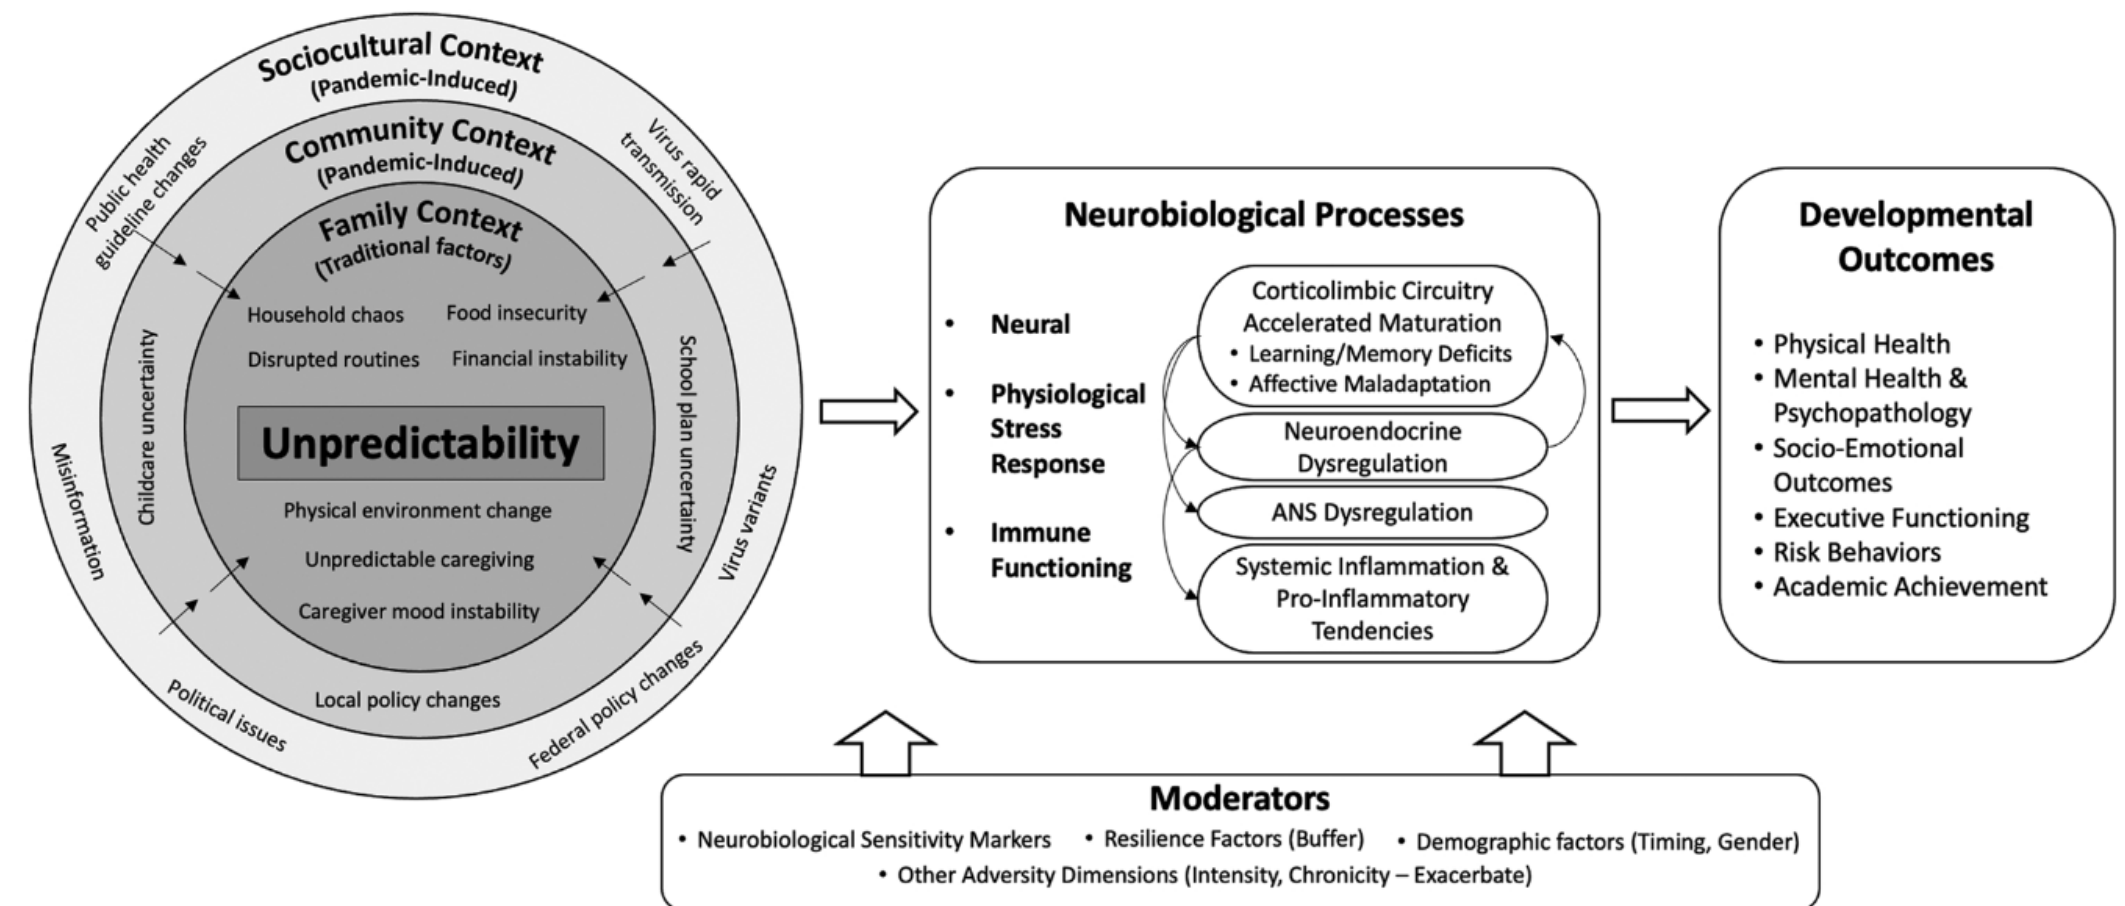 Sociocultural Context
(Pandemic-Induced)
Public health
guideline changes
Virus rapid
transmission
Misinformation
Virus variants
Political issues
Federal policy changes
Community Context
(Pandemic-Induced)
Childcare uncertainty
School plan uncertainty
Local policy changes
Family Context
(Traditional factors)
Household chaos
Food insecurity
Disrupted routines
Financial instability
Unpredictability
Physical environment change
Unpredictable caregiving
Caregiver mood instability
Neurobiological Processes
• Neural
• Physiological
Stress
Response
• Immune
Functioning
Corticolimbic Circuitry
Accelerated Maturation
• Learning/Memory Deficits
• Affective Maladaptation
Neuroendocrine
Dysregulation
ANS Dysregulation
Systemic Inflammation &
Pro-Inflammatory
Tendencies
Developmental
Outcomes
• Physical Health
• Mental Health &
Psychopathology
• Socio-Emotional
Outcomes
• Executive Functioning
• Risk Behaviors
• Academic Achievement
Moderators
• Neurobiological Sensitivity Markers
• Resilience Factors (Buffer)
• Demographic factors (Timing, Gender)
• Other Adversity Dimensions (Intensity, Chronicity – Exacerbate)